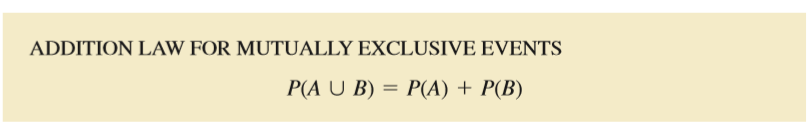 ADDITION LAW FOR MUTUALLY EXCLUSIVE EVENTS
P(A ∪ B) = P(A) + P(B)